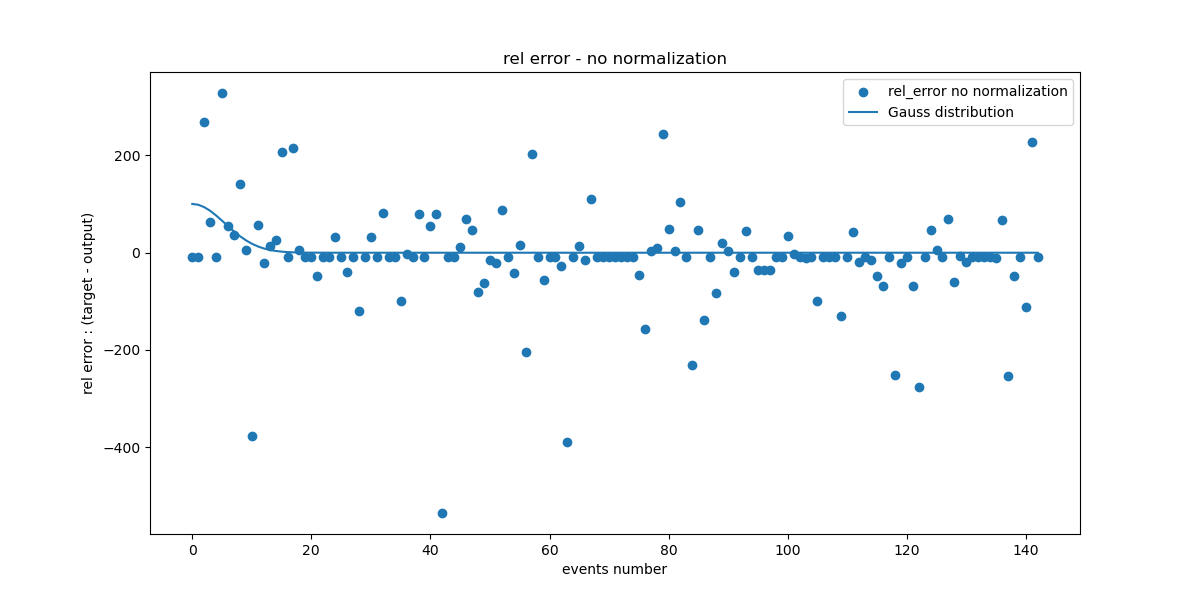 rel error - no normalization
rel_error no normalization
Gauss distribution
rel error : (target - output)
200
0
−200
−400
0 20 40 60 80 100 120 140
events number